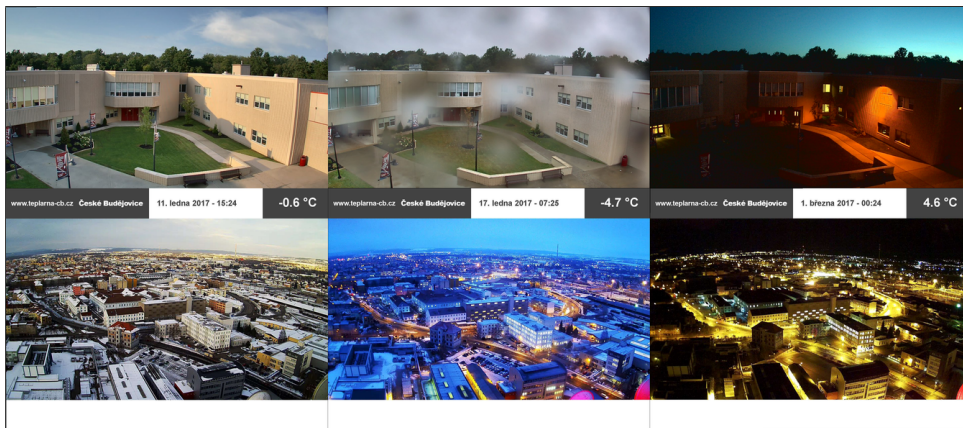 www.teplarna-cb.cz České Budějovice 11. ledna 2017 - 15:24 -0.6 °C
www.teplarna-cb.cz České Budějovice 17. ledna 2017 - 07:25 -4.7 °C
www.teplarna-cb.cz České Budějovice 1. března 2017 - 00:24 4.6 °C